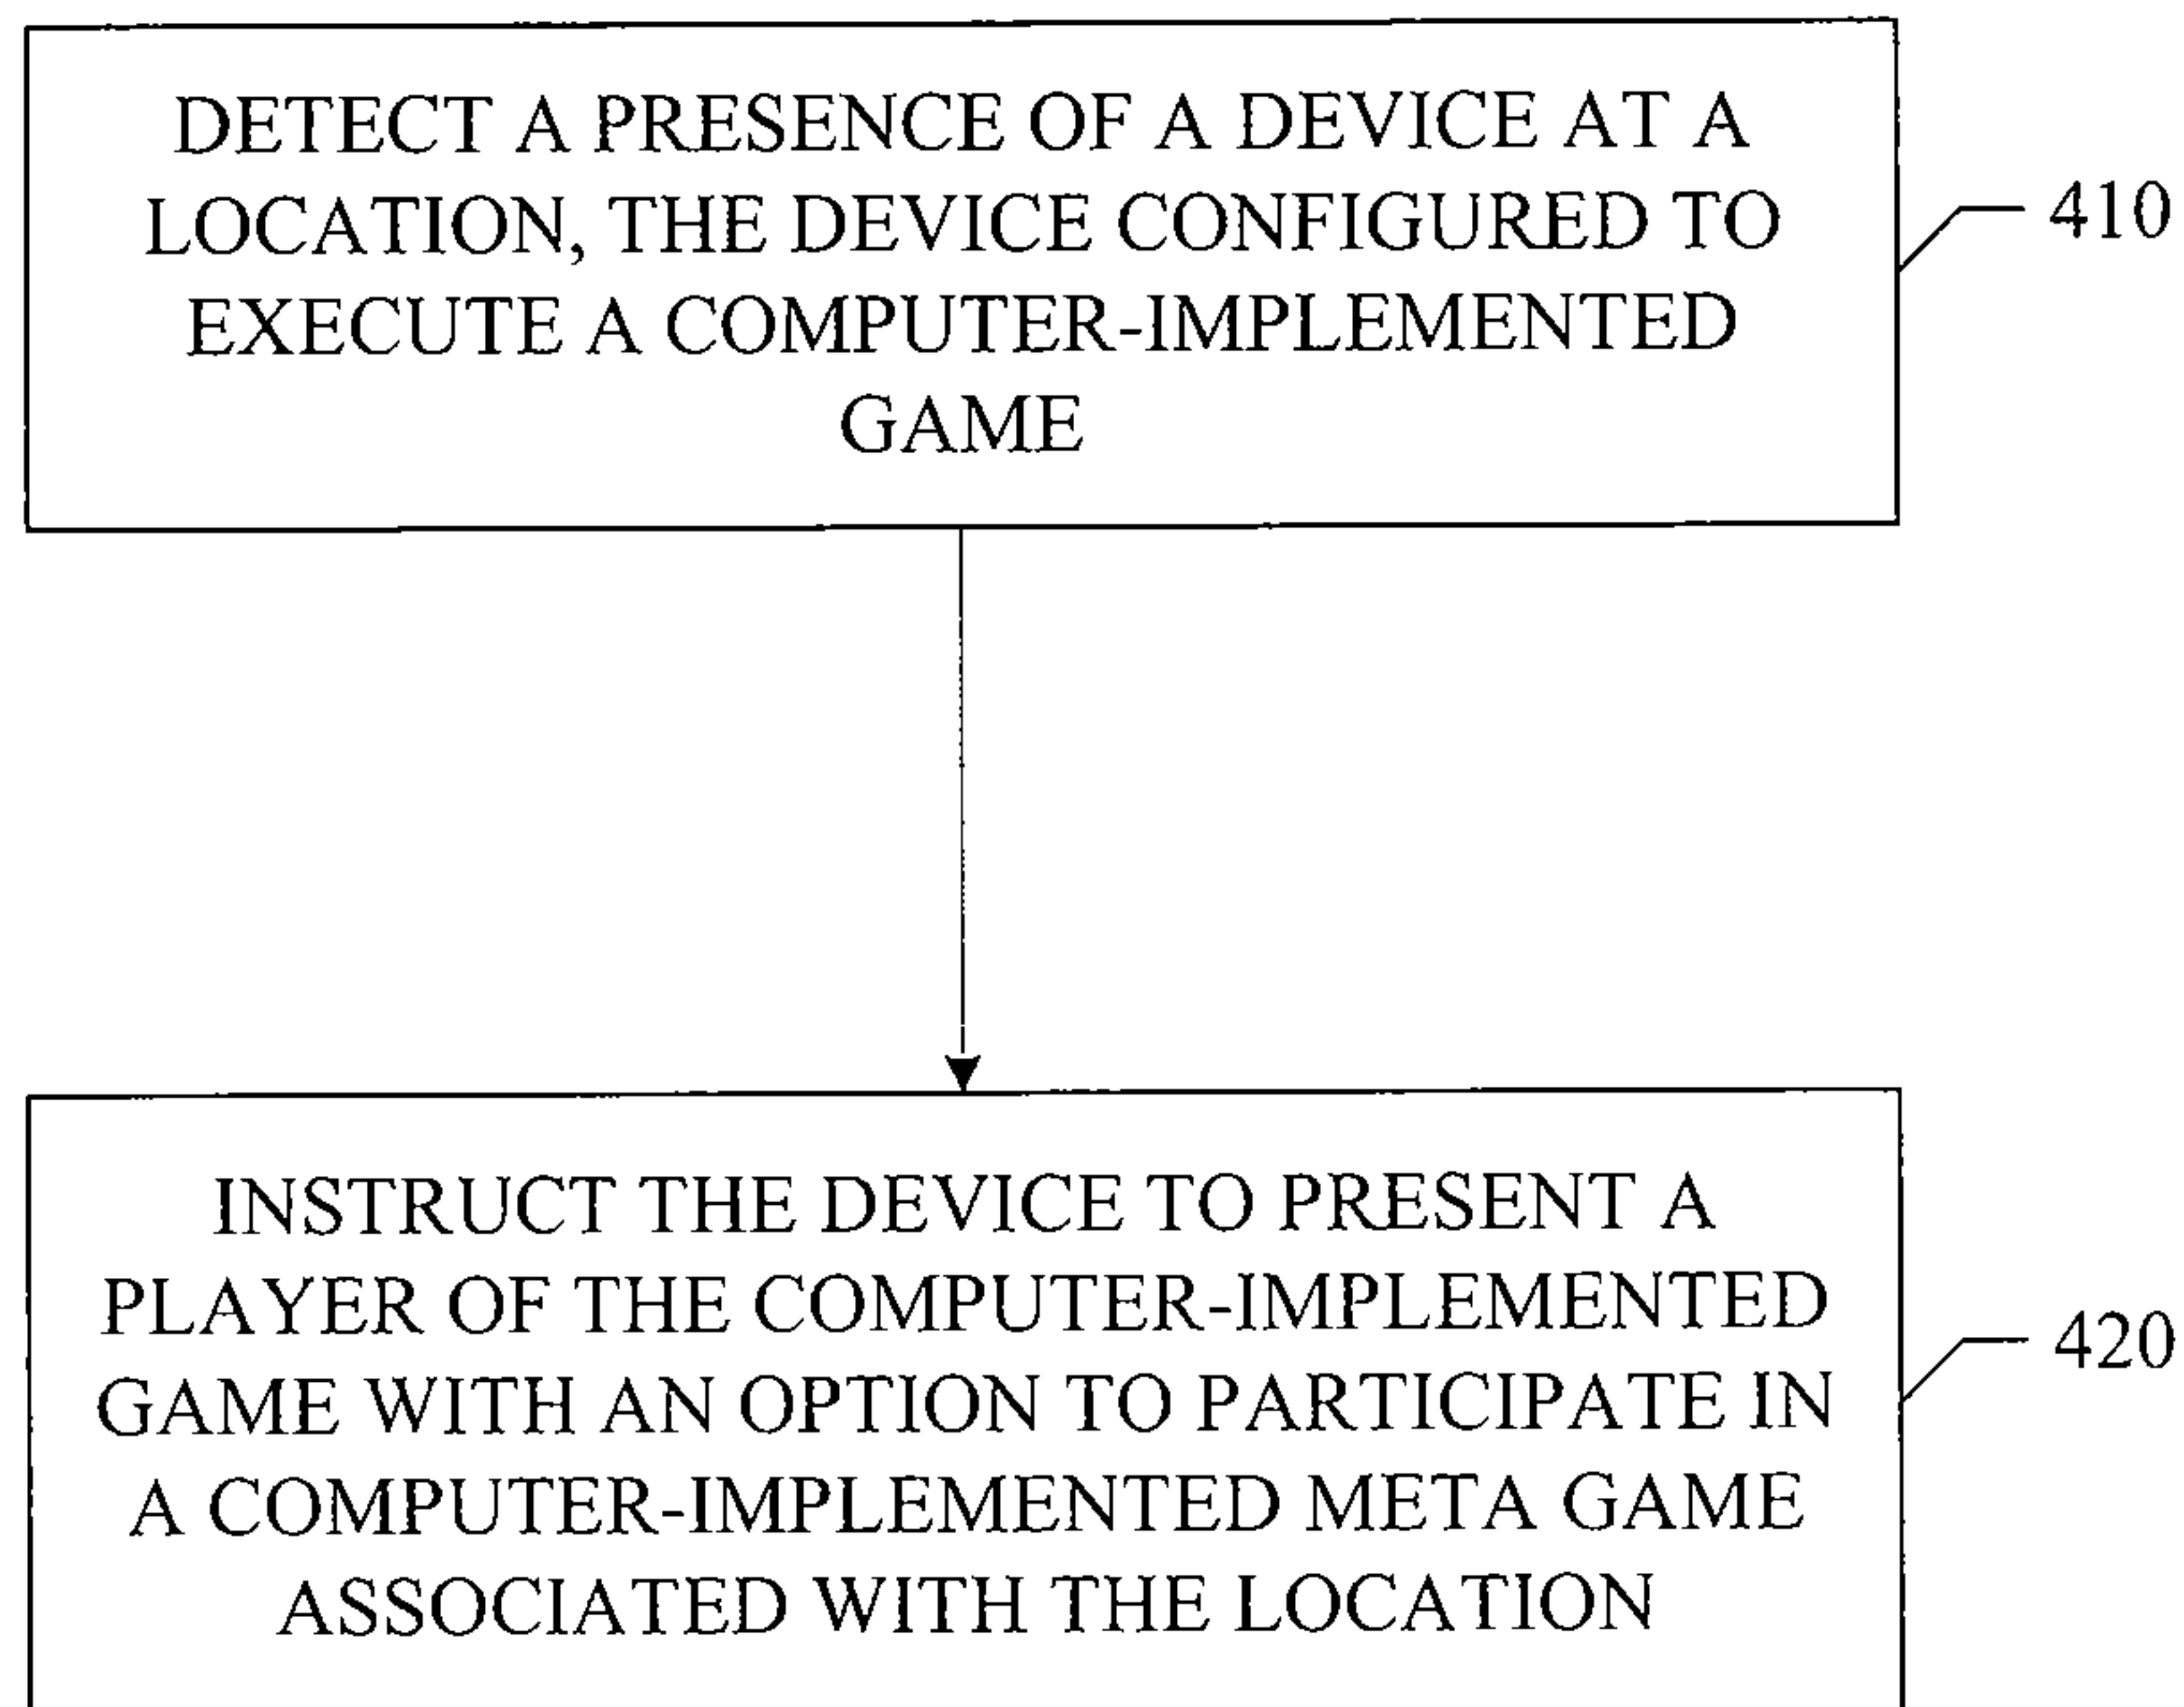 DETECT A PRESENCE OF A DEVICE AT A
LOCATION, THE DEVICE CONFIGURED TO
EXECUTE A COMPUTER-IMPLEMENTED
GAME
410
INSTRUCT THE DEVICE TO PRESENT A
PLAYER OF THE COMPUTER-IMPLEMENTED
GAME WITH AN OPTION TO PARTICIPATE IN
A COMPUTER-IMPLEMENTED META GAME
ASSOCIATED WITH THE LOCATION
420